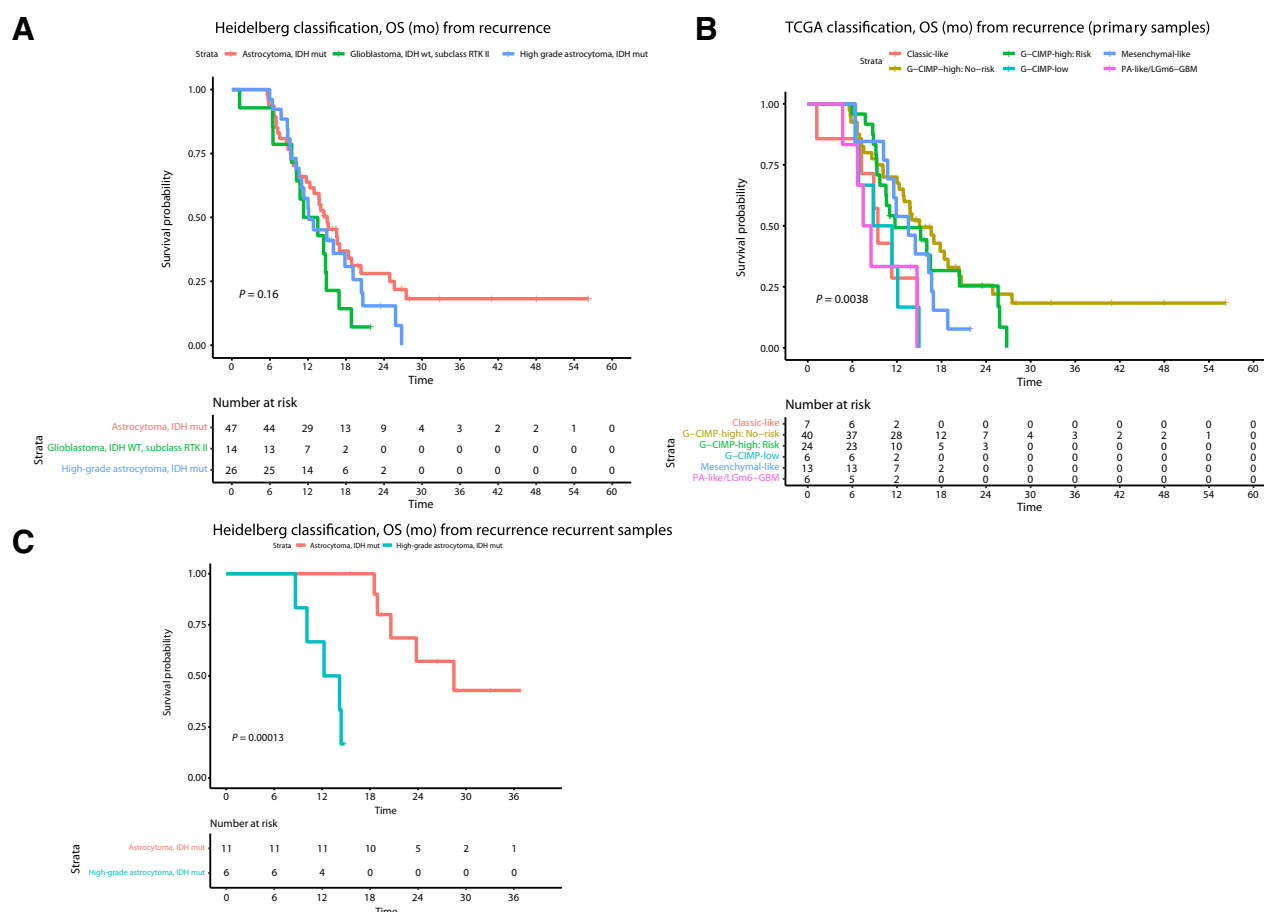 A
Heidelberg classification, OS (mo) from recurrence
Strata Astrocytoma, IDH mut Glioblastoma, IDH wt, subclass RTK II High grade astrocytoma, IDH mut
1.00
0.75
0.50
0.25
0.00
Survival probability
P = 0.16
0 6 12 18 24 30 36 42 48 54 60
Time
Number at risk
Strata
Astrocytoma, IDH mut 47 44 29 13 9 4 3 2 2 1 0
Glioblastoma, IDH WT, subclass RTK II 14 13 7 2 0 0 0 0 0 0 0
High-grade astrocytoma, IDH mut 26 25 14 6 2 0 0 0 0 0 0
0 6 12 18 24 30 36 42 48 54 60
Time
B
TCGA classification, OS (mo) from recurrence (primary samples)
Strata
Classic-like G−CIMP−high: Risk Mesenchymal-like
G−CIMP−high: No−risk G−CIMP-low PA-like/LGm6−GBM
1.00
0.75
0.50
0.25
0.00
Survival probability
P = 0.0038
0 6 12 18 24 30 36 42 48 54 60
Time
Number at risk
Strata
Classic-like 7 6 2 0 0 0 0 0 0 0 0
G−CIMP−high: No−risk 40 37 28 12 7 4 3 2 2 1 0
G−CIMP−high: Risk 24 23 10 5 3 0 0 0 0 0 0
G−CIMP−low 6 6 2 0 0 0 0 0 0 0 0
Mesenchymal-like 13 13 7 2 0 0 0 0 0 0 0
PA−like/LGm6−GBM 6 5 2 0 0 0 0 0 0 0 0
0 6 12 18 24 30 36 42 48 54 60
Time
C
Heidelberg classification, OS (mo) from recurrence recurrent samples
Strata Astrocytoma, IDH mut High-grade astrocytoma, IDH mut
1.00
0.75
0.50
0.25
0.00
Survival probability
P = 0.00013
0 6 12 18 24 30 36
Time
Number at risk
Strata
Astrocytoma, IDH mut 11 11 11 10 5 2 1
High-grade astrocytoma, IDH mut 6 6 4 0 0 0 0
0 6 12 18 24 30 36
Time